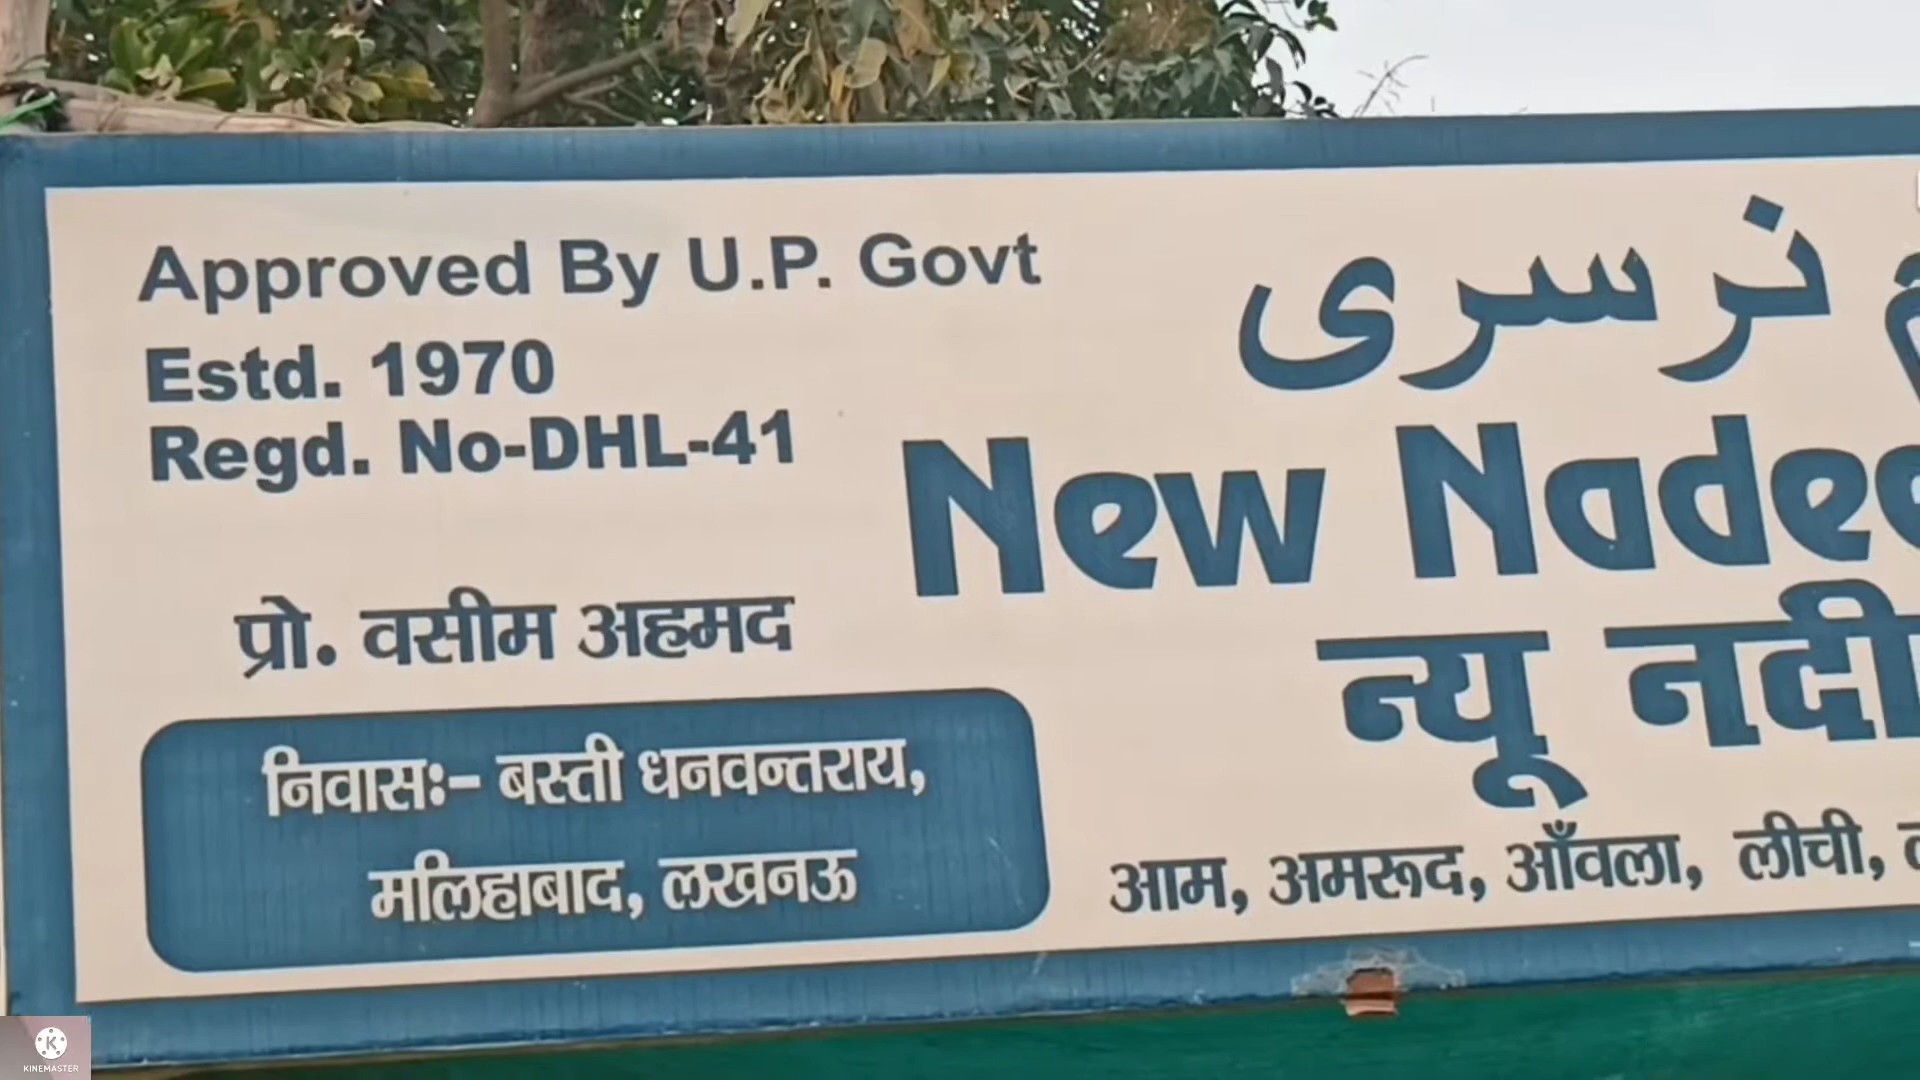 Approved By U.P. Govt
Estd. 1970
Regd. No-DHL-41
نرسری
New
न्यू
प्रो. वसीम अहमद
निवासः- बस्ती धनवन्तराय,
मलिहाबाद, लखनऊ
आम, अमरूद, आँवला, लीची,
KINEMASTER